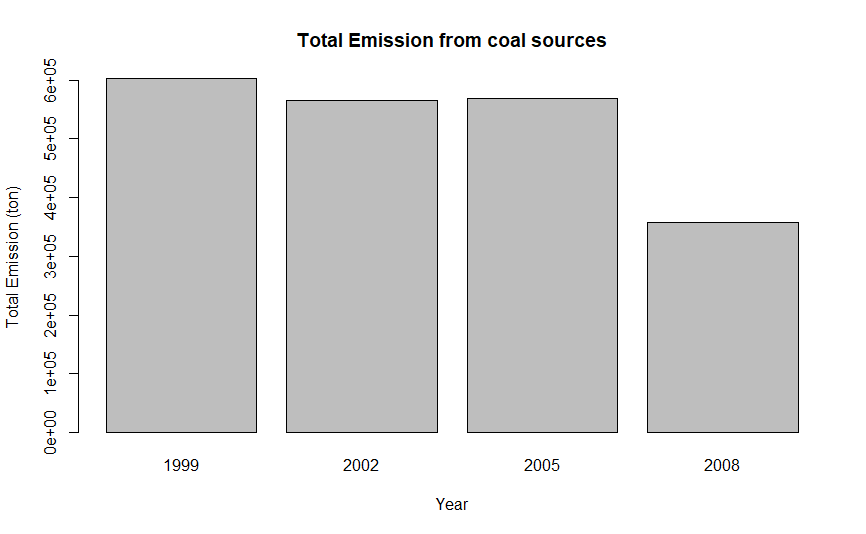 Total Emission from coal sources
Total Emission (ton)
6e+05
5e+05
4e+05
3e+05
2e+05
1e+05
0e+00
1999
2002
2005
2008
Year